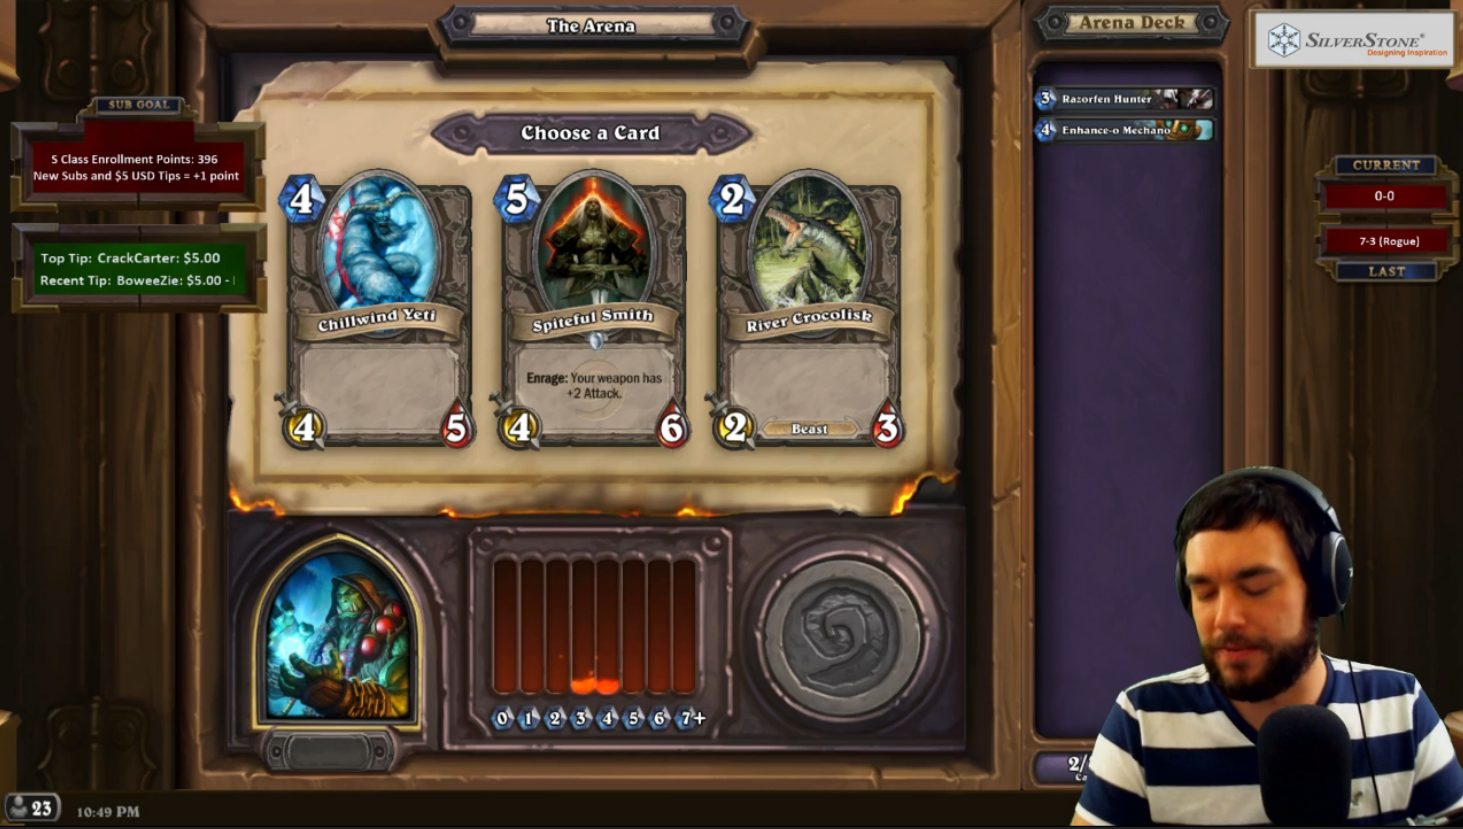 The Arena
Arena Deck
SILVERSTONE®
Designing Inspiration
SUB GOAL
5 Class Enrollment Points: 396
New Subs and $5 USD Tips = +1 point
Top Tip: CrackCarter: $5.00
Recent Tip: BoweeZie: $5.00 -
Choose a Card
3 Razorfen Hunter
4 Enhance-o Mechano
CURRENT
0-0
7-3 (Rogue)
LAST
4
Chillwind Yeti
4 5
5
Spiteful Smith
Enrage: Your weapon has
+2 Attack.
4 6
2
River Crocolisk
Beast
2 3
0 1 2 3 4 5 6 7+
2/
23
10:49 PM